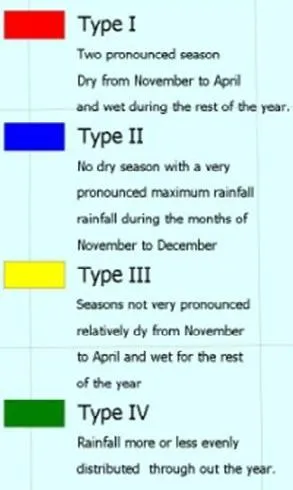 Type I
Two pronounced season
Dry from November to April
and wet during the rest of the year.
Type II
No dry season with a very
pronounced maximum rainfall
rainfall during the months of
November to December
Type III
Seasons not very pronounced
relatively dy from November
to April and wet for the rest
of the year
Type IV
Rainfall more or less evenly
distributed through out the year.